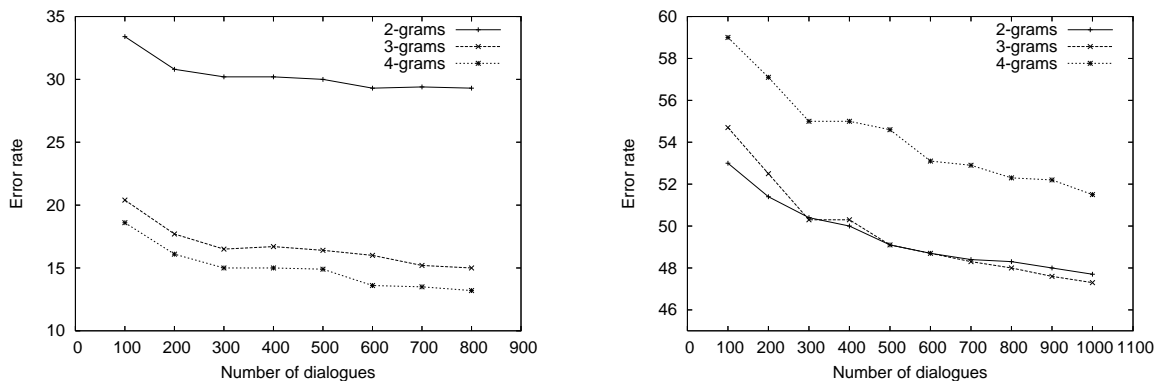 35
30
25
20
15
10
Error rate
2-grams
3-grams
4-grams
0 100 200 300 400 500 600 700 800 900
Number of dialogues
60
58
56
54
52
50
48
46
Error rate
2-grams
3-grams
4-grams
0 100 200 300 400 500 600 700 800 900 1000 1100
Number of dialogues